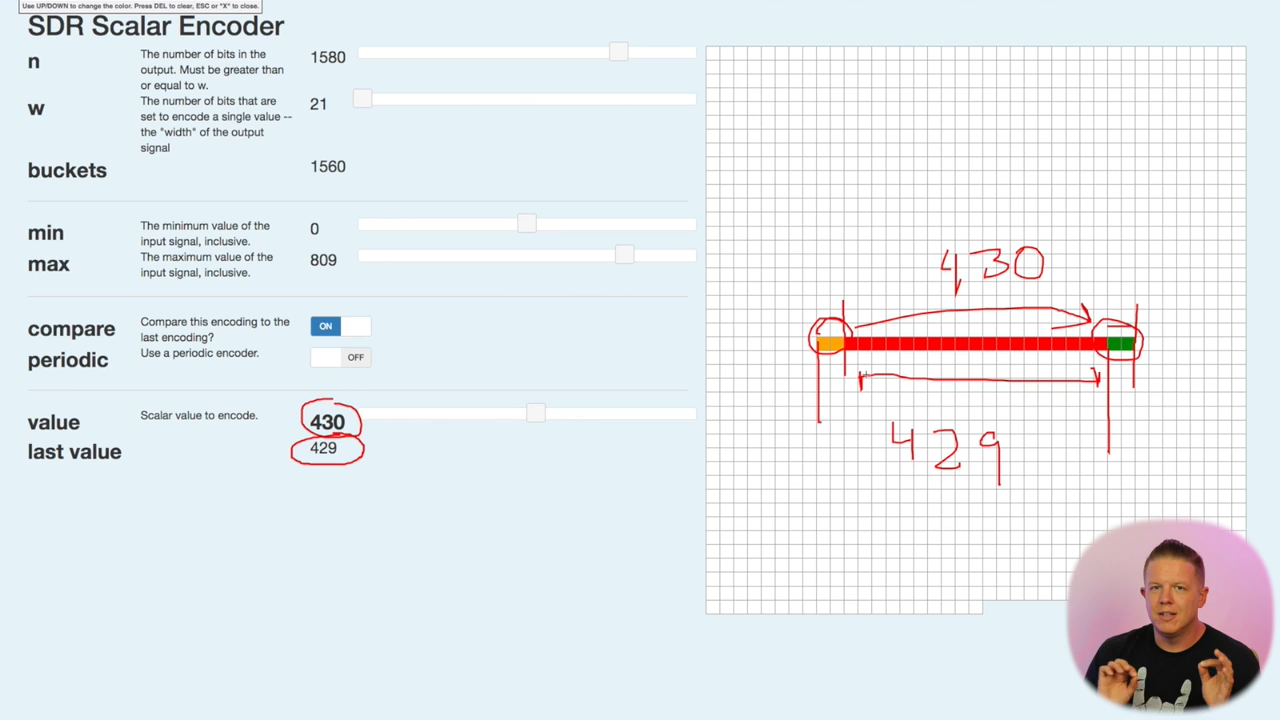 Use UP/DOWN to change the color. Press DEL to clear, ESC or "X" to close.
SDR Scalar Encoder
n
The number of bits in the
output. Must be greater than
or equal to w.
1580
w
The number of bits that are
set to encode a single value --
the "width" of the output
signal
21
buckets
1560
min
The minimum value of the
input signal, inclusive.
0
max
The maximum value of the
input signal, inclusive.
809
compare
Compare this encoding to the
last encoding?
ON
periodic
Use a periodic encoder.
OFF
value
Scalar value to encode.
430
last value
429
430
429